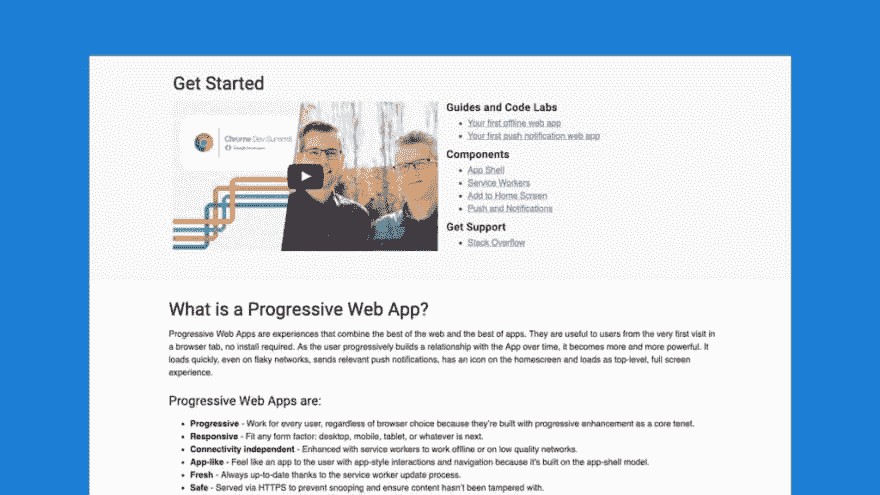 Get Started
Chrome Dev Summit
Guides and Code Labs
Your first offline web app
Your first push notification web app
Components
App Shell
Service Workers
Add to Home Screen
Push and Notifications
Get Support
Stack Overflow
What is a Progressive Web App?
Progressive Web Apps are experiences that combine the best of the web and the best of apps. They are useful to users from the very first visit in
a browser tab, no install required. As the user progressively builds a relationship with the App over time, it becomes more and more powerful. It
loads quickly, even on flaky networks, sends relevant push notifications, has an icon on the homescreen and loads as top-level, full screen
experience.
Progressive Web Apps are:
Progressive - Work for every user, regardless of browser choice because they're built with progressive enhancement as a core tenet.
Responsive - Fit any form factor: desktop, mobile, tablet, or whatever is next.
Connectivity independent - Enhanced with service workers to work offline or on low quality networks.
App-like - Feel like an app to the user with app-style interactions and navigation because it's built on the app-shell model.
Fresh - Always up-to-date thanks to the service worker update process.
Safe - Served via HTTPS to prevent snooping and ensure content hasn't been tampered with.